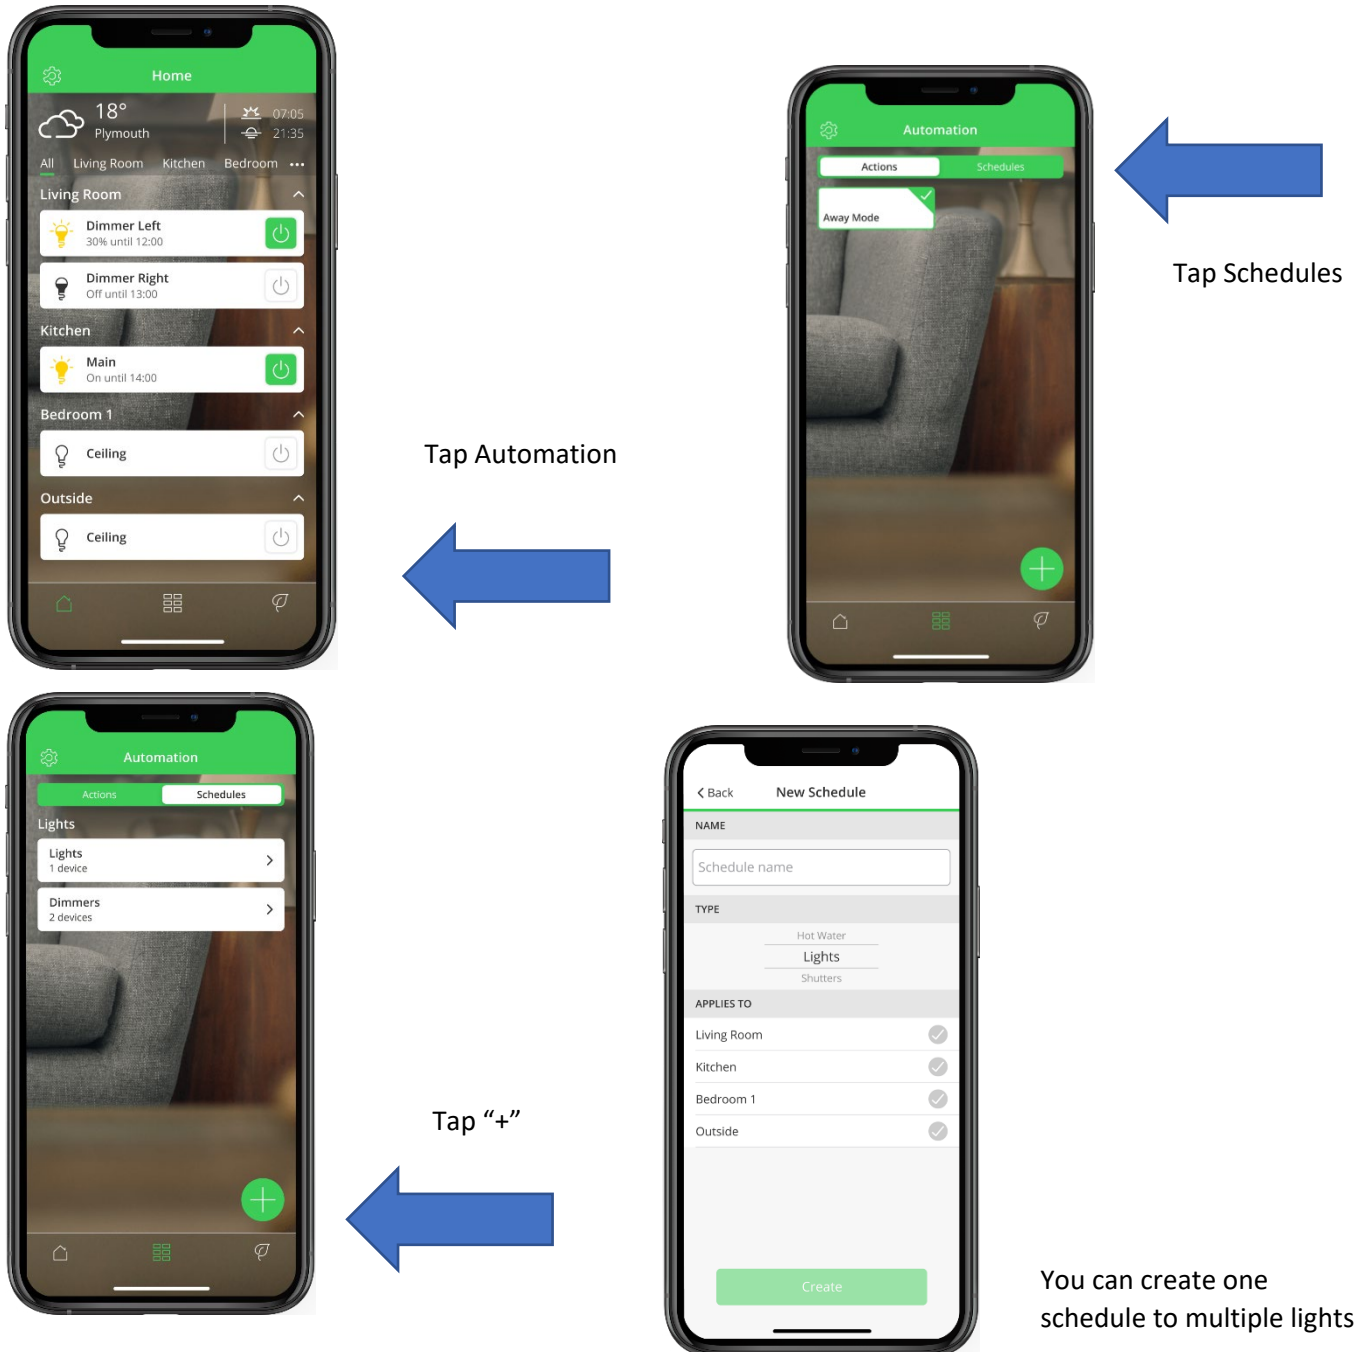 Home
18°
Plymouth
07:05
21:35
All Living Room Kitchen Bedroom •••
Living Room
Dimmer Left
30% until 12:00
Dimmer Right
Off until 13:00
Kitchen
Main
On until 14:00
Bedroom 1
Ceiling
Outside
Ceiling
Tap Automation
Automation
Actions Schedules
Away Mode
Tap Schedules
Automation
Actions Schedules
Lights
Lights
1 device
Dimmers
2 devices
Tap “+”
Back New Schedule
NAME
Schedule name
TYPE
Hot Water
Lights
Shutters
APPLIES TO
Living Room
Kitchen
Bedroom 1
Outside
Create
You can create one
schedule to multiple lights